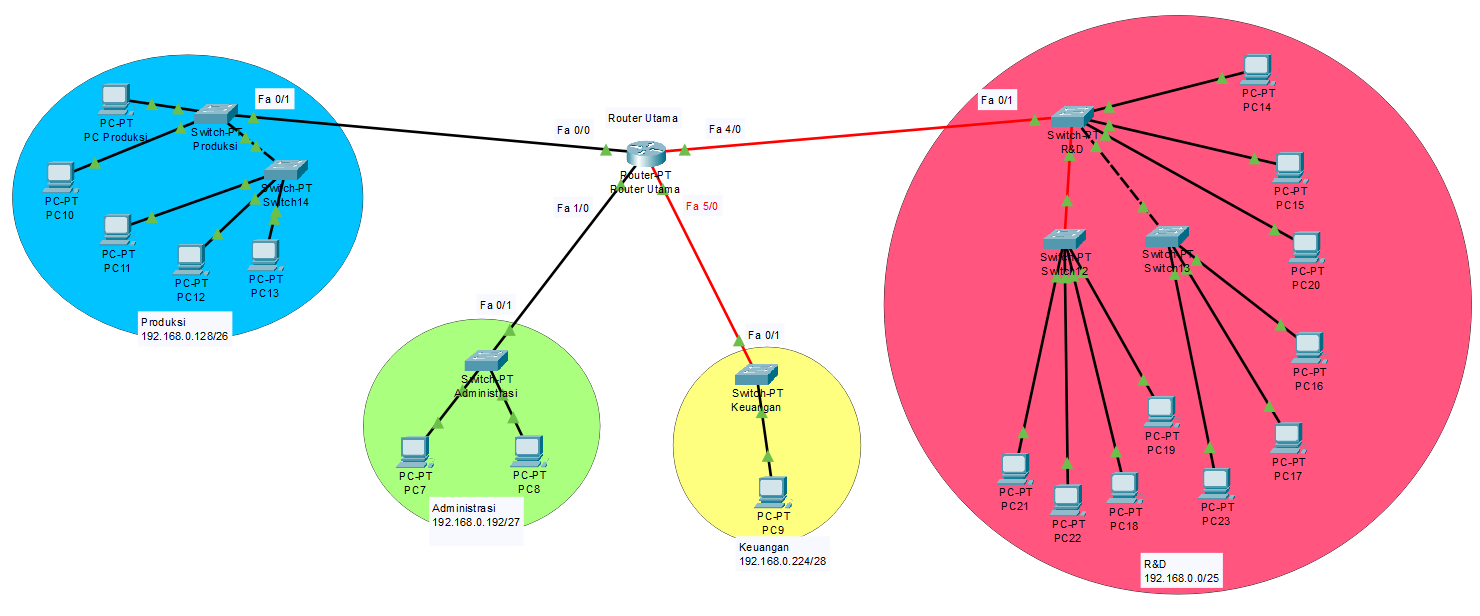 Fa 0/1
PC-PT
PC Produksi
Switch-PT
Produksi
PC-PT
PC10
Switch-PT
Switch14
PC-PT
PC11
PC-PT
PC12
PC-PT
PC13
Produksi
192.168.0.128/26
Router Utama
Fa 0/0
Fa 4/0
Router-PT
Router Utama
Fa 1/0
Fa 5/0
Fa 0/1
Switch-PT
Administrasi
PC-PT
PC7
PC-PT
PC8
Administrasi
192.168.0.192/27
Fa 0/1
Switch-PT
Keuangan
PC-PT
PC9
Keuangan
192.168.0.224/28
Fa 0/1
Switch-PT
R&D
PC-PT
PC14
PC-PT
PC15
PC-PT
PC20
Switch-PT
Switch12
Switch-PT
Switch13
PC-PT
PC16
PC-PT
PC19
PC-PT
PC17
PC-PT
PC21
PC-PT
PC22
PC-PT
PC18
PC-PT
PC23
R&D
192.168.0.0/25